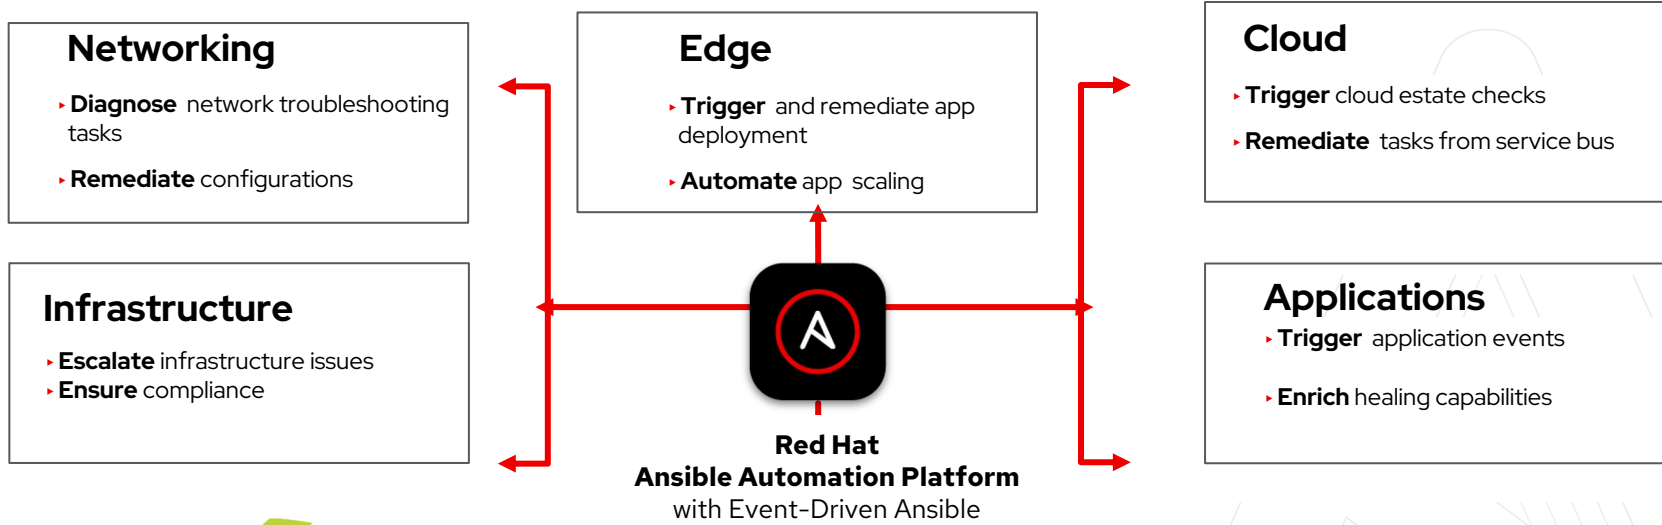 Networking
Diagnose network troubleshooting
tasks
Remediate configurations
Edge
Trigger and remediate app
deployment
Automate app scaling
Cloud
Trigger cloud estate checks
Remediate tasks from service bus
Infrastructure
Escalate infrastructure issues
Ensure compliance
Applications
Trigger application events
Enrich healing capabilities
Red Hat
Ansible Automation Platform
with Event-Driven Ansible